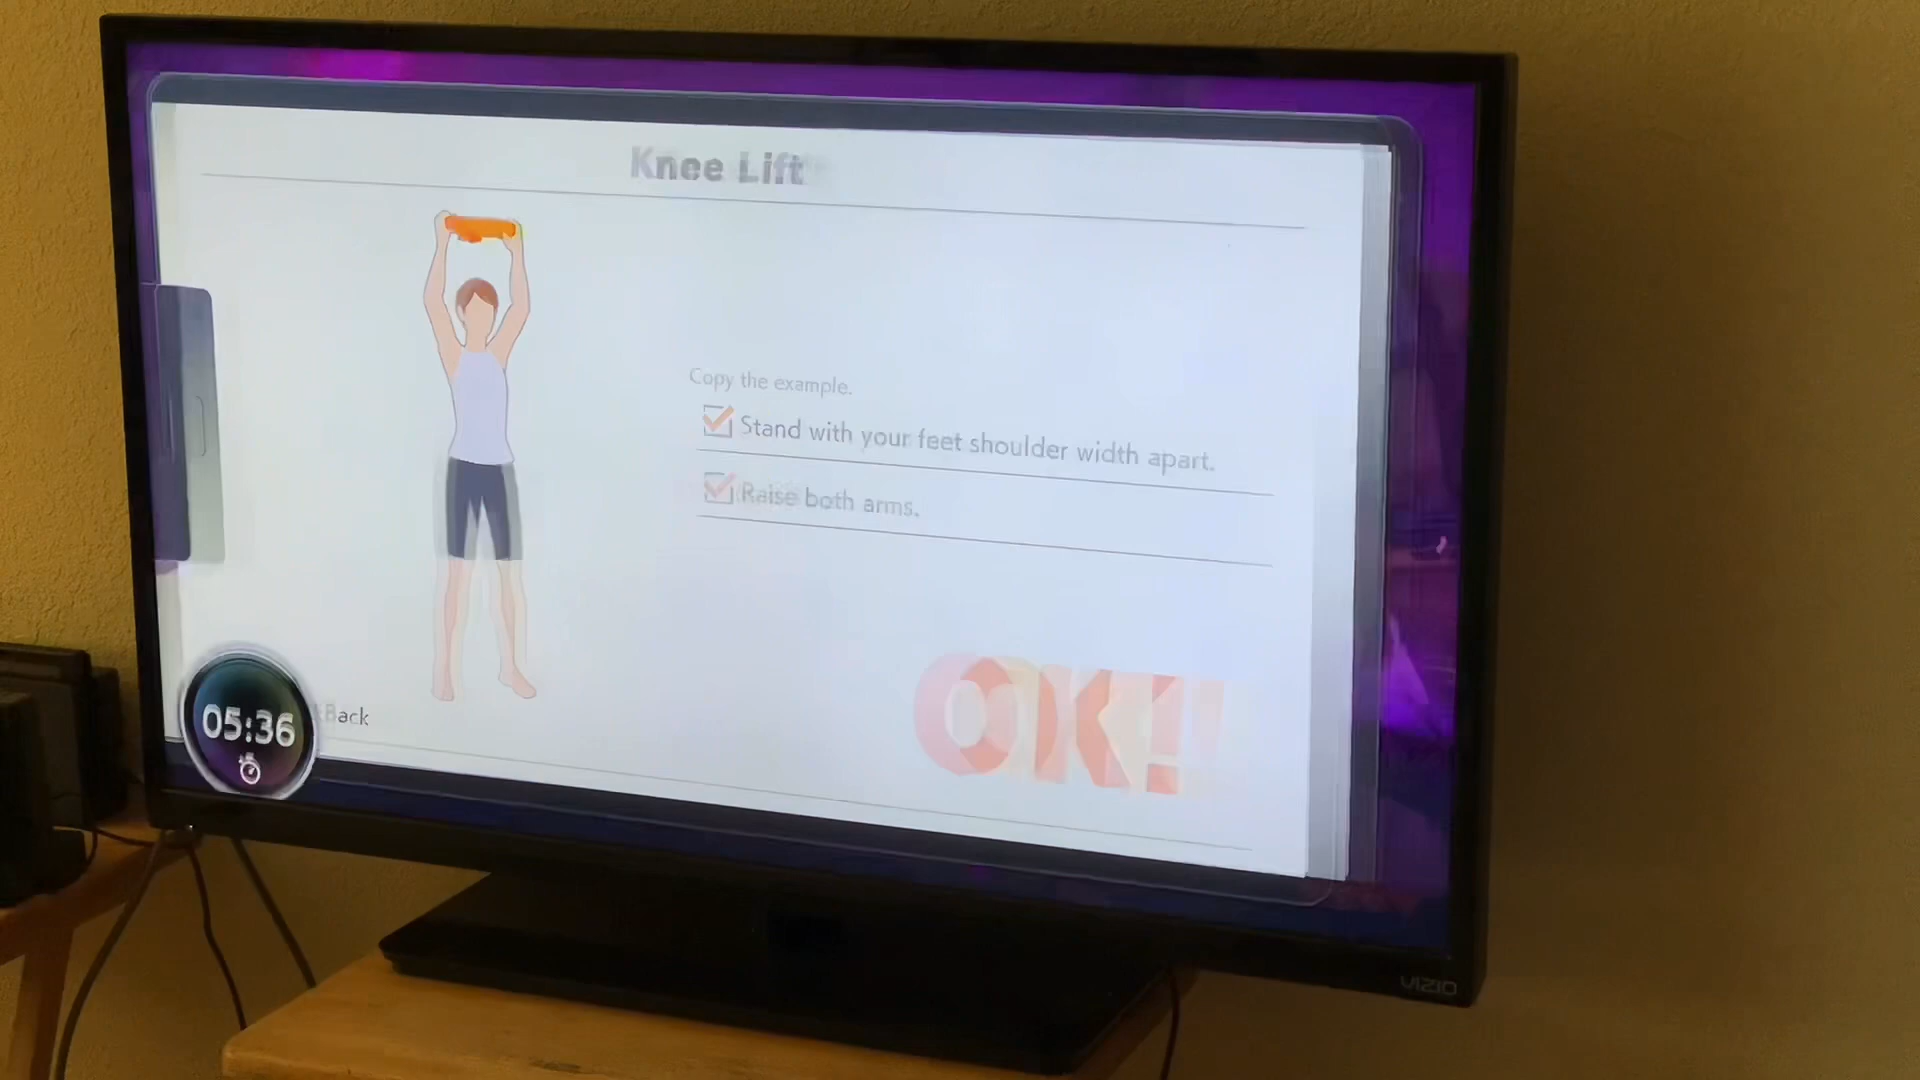 Knee Lift
Copy the example.
Stand with your feet shoulder width apart.
Raise both arms.
OK!
05:36
Back
VIZIO